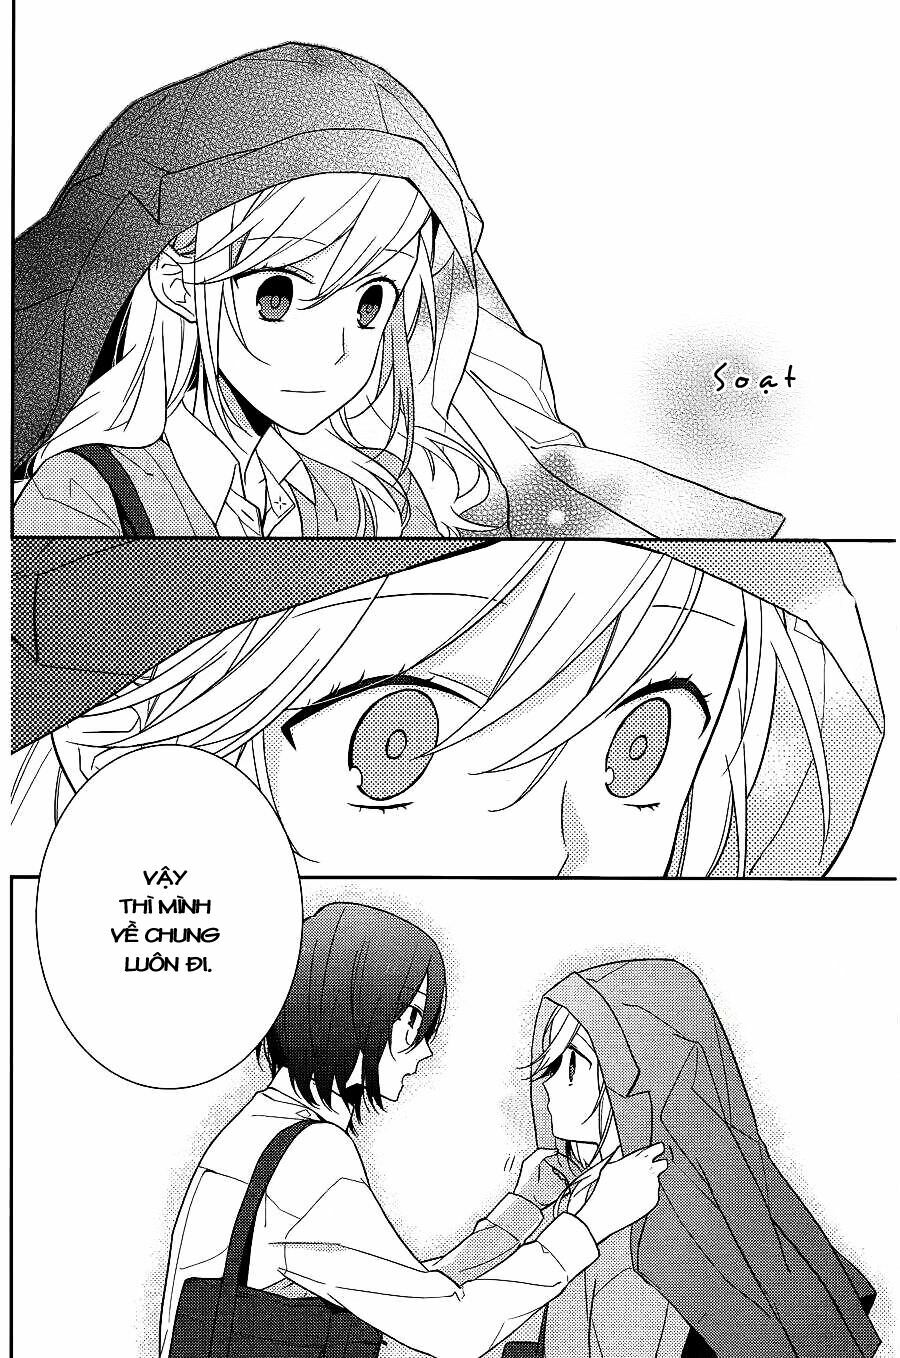 Soạt
VẬY
THÌ MÌNH
VỀ CHUNG
LUÔN ĐI.